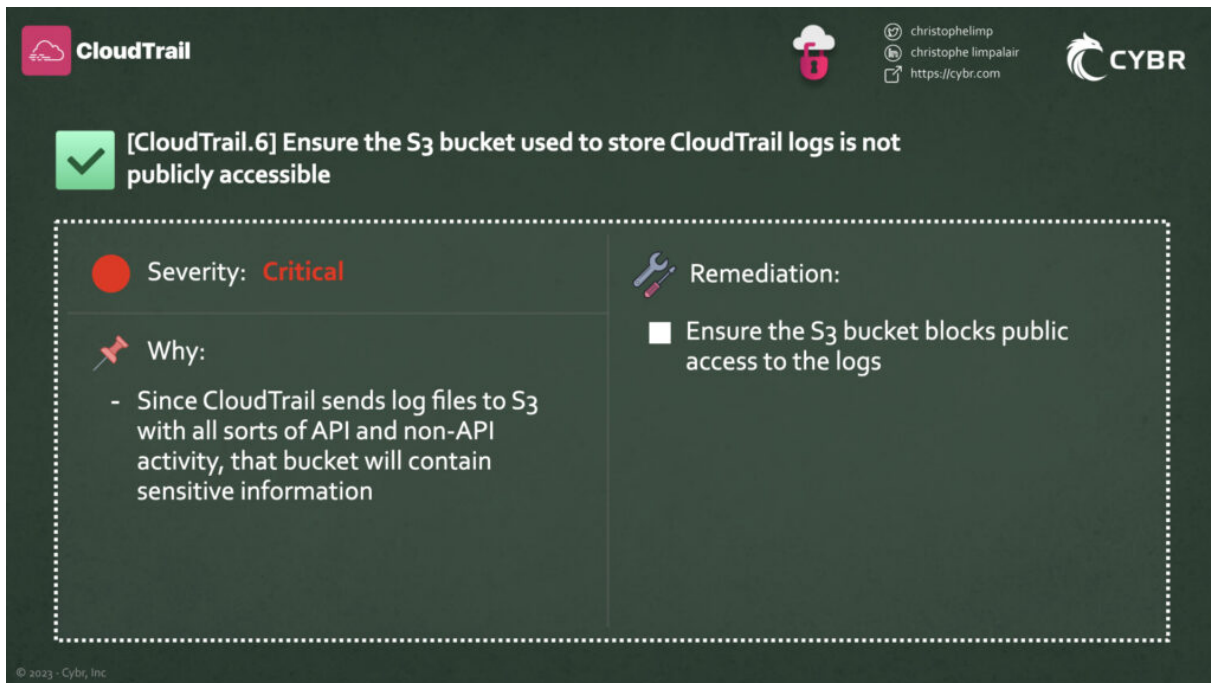 CloudTrail
christophelimp
christophe limpalair
https://cybr.com
CYBR
[CloudTrail.6] Ensure the S3 bucket used to store CloudTrail logs is not
publicly accessible
Severity: Critical
Why:
- Since CloudTrail sends log files to S3
with all sorts of API and non-API
activity, that bucket will contain
sensitive information
Remediation:
Ensure the S3 bucket blocks public
access to the logs
© 2023 - Cybr, Inc